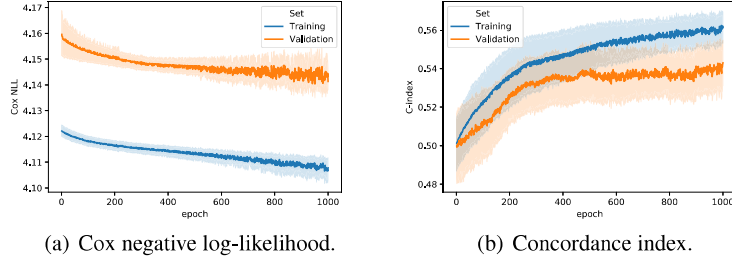 4.17
4.16
4.15
4.14
4.13
4.12
4.11
4.10
Cox NLL
Set
Training
Validation
0 200 400 600 800 1000
epoch
(a) Cox negative log-likelihood.
0.56
0.54
0.52
0.50
0.48
C-index
Set
Training
Validation
0 200 400 600 800 1000
epoch
(b) Concordance index.